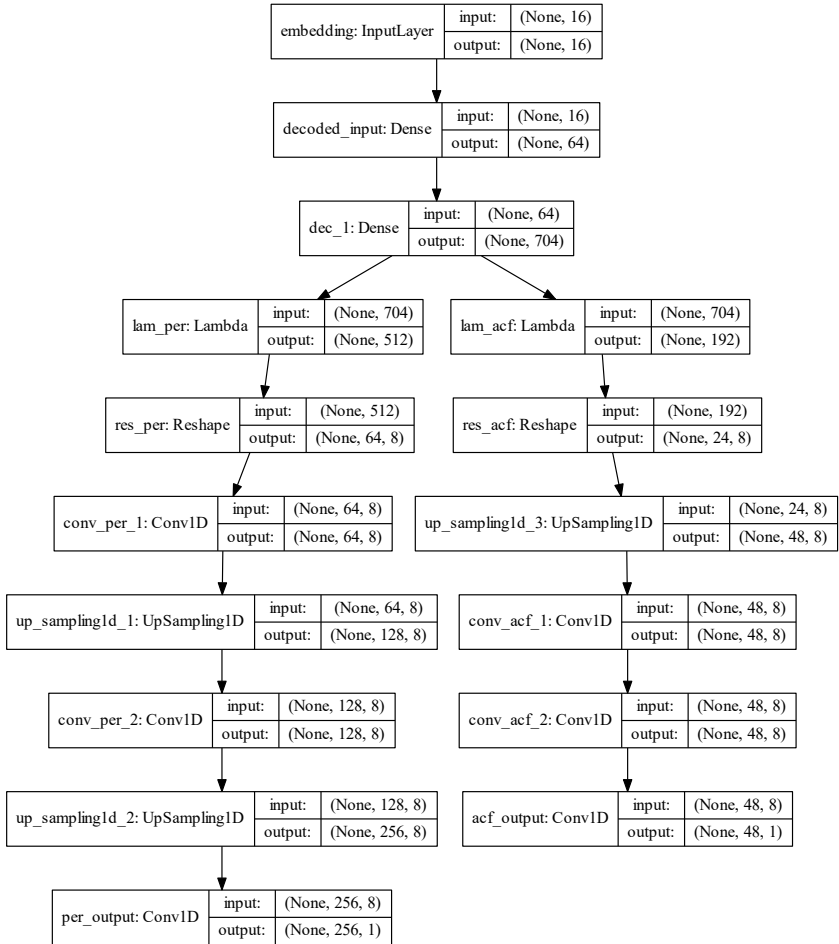 embedding: InputLayer
input: (None, 16)
output: (None, 16)
decoded_input: Dense
input: (None, 16)
output: (None, 64)
dec_1: Dense
input: (None, 64)
output: (None, 704)
lam_per: Lambda
input: (None, 704)
output: (None, 512)
lam_acf: Lambda
input: (None, 704)
output: (None, 192)
res_per: Reshape
input: (None, 512)
output: (None, 64, 8)
res_acf: Reshape
input: (None, 192)
output: (None, 24, 8)
conv_per_1: Conv1D
input: (None, 64, 8)
output: (None, 64, 8)
up_sampling1d_3: UpSampling1D
input: (None, 24, 8)
output: (None, 48, 8)
up_sampling1d_1: UpSampling1D
input: (None, 64, 8)
output: (None, 128, 8)
conv_acf_1: Conv1D
input: (None, 48, 8)
output: (None, 48, 8)
conv_per_2: Conv1D
input: (None, 128, 8)
output: (None, 128, 8)
conv_acf_2: Conv1D
input: (None, 48, 8)
output: (None, 48, 8)
up_sampling1d_2: UpSampling1D
input: (None, 128, 8)
output: (None, 256, 8)
acf_output: Conv1D
input: (None, 48, 8)
output: (None, 48, 1)
per_output: Conv1D
input: (None, 256, 8)
output: (None, 256, 1)